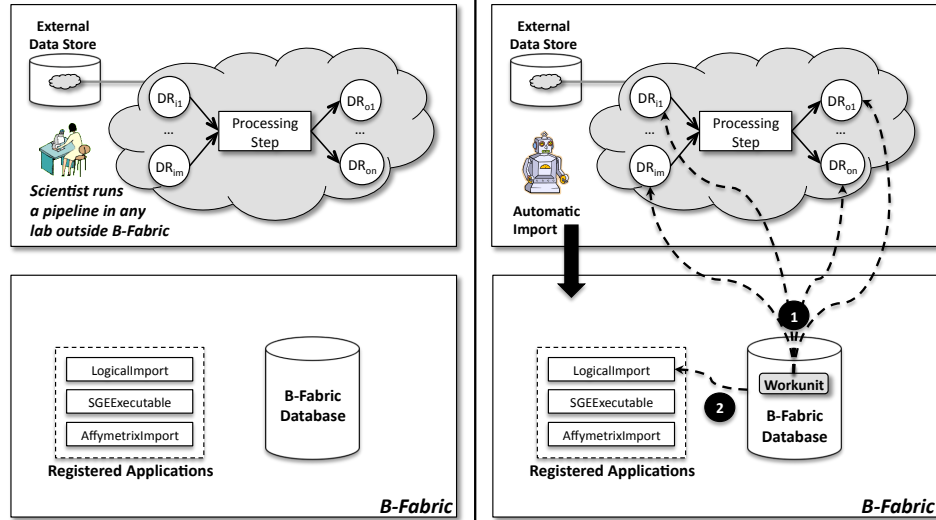 External
Data Store
DRi1
...
DRim
Processing
Step
DRo1
...
DRon
Scientist runs
a pipeline in any
lab outside B-Fabric
LogicalImport
SGEExecutable
AffymetrixImport
Registered Applications
B-Fabric
Database
B-Fabric
External
Data Store
DRi1
...
DRim
Processing
Step
DRo1
...
DRon
Automatic
Import
1
LogicalImport
SGEExecutable
AffymetrixImport
Registered Applications
2
Workunit
B-Fabric
Database
B-Fabric